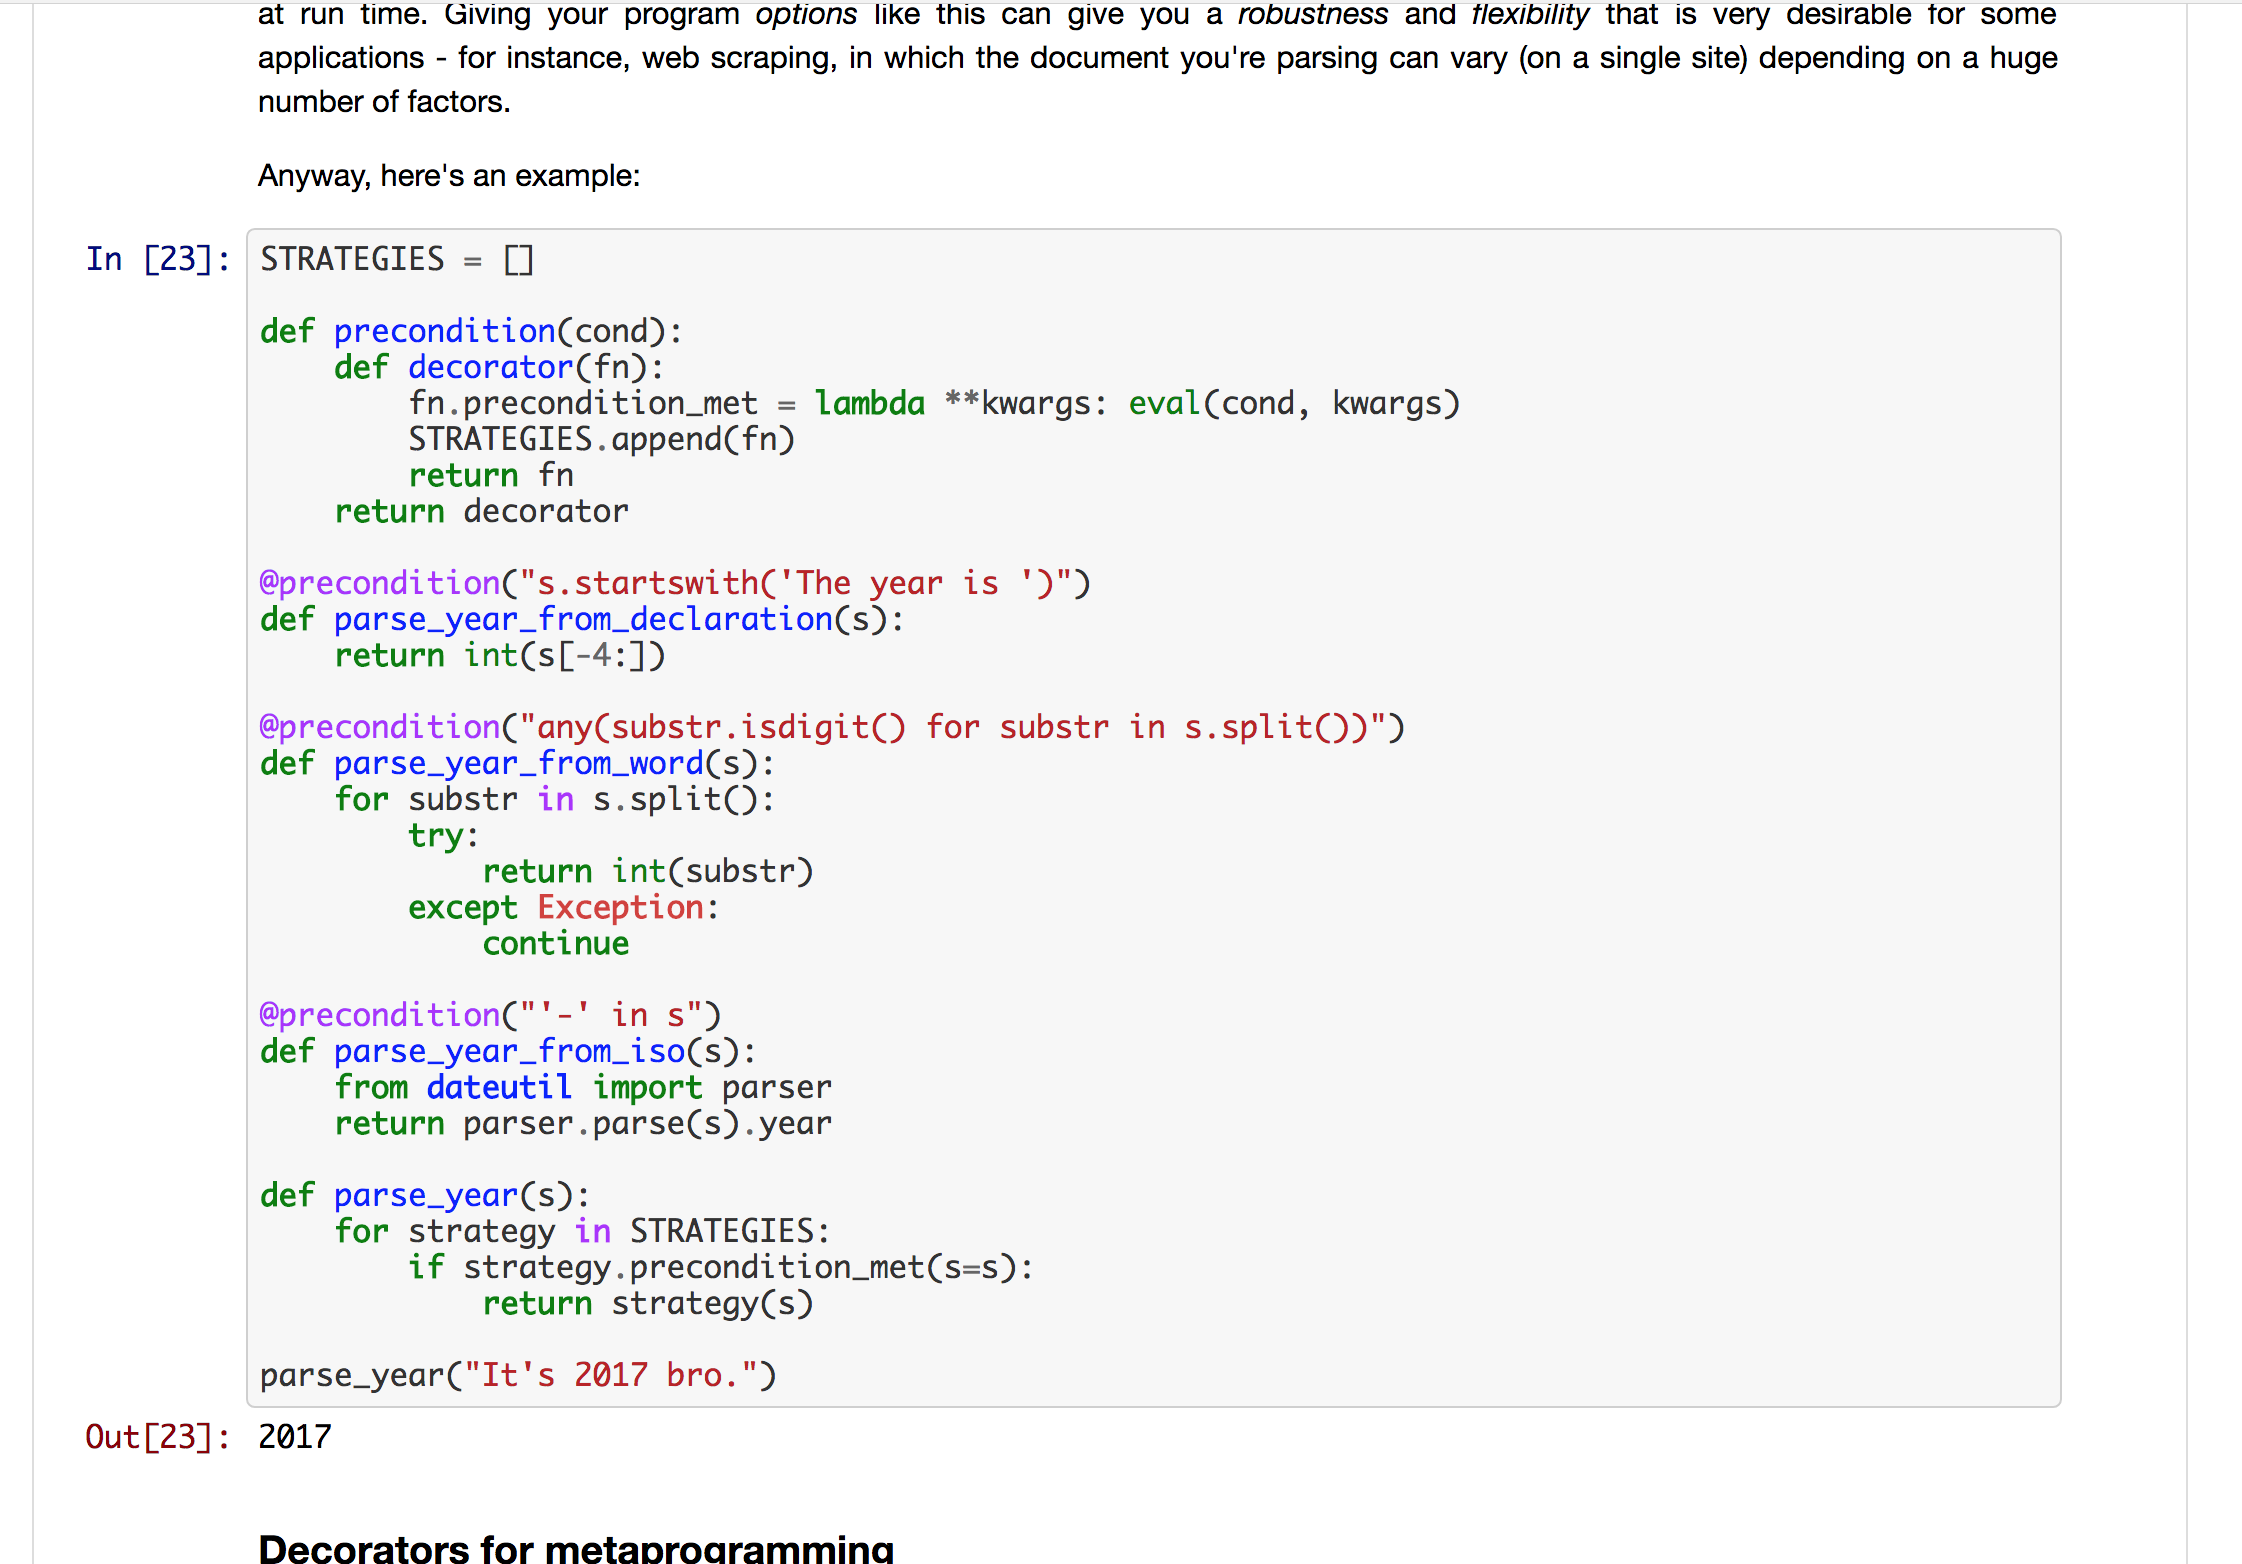 at run time. Giving your program options like this can give you a robustness and flexibility that is very desirable for some
applications - for instance, web scraping, in which the document you're parsing can vary (on a single site) depending on a huge
number of factors.
Anyway, here's an example:
In [23]: STRATEGIES = []
def precondition(cond):
    def decorator(fn):
        fn.precondition_met = lambda **kwargs: eval(cond, kwargs)
        STRATEGIES.append(fn)
        return fn
    return decorator
@precondition("s.startswith('The year is ')")
def parse_year_from_declaration(s):
    return int(s[-4:])
@precondition("any(substr.isdigit() for substr in s.split())")
def parse_year_from_word(s):
    for substr in s.split():
        try:
            return int(substr)
        except Exception:
            continue
@precondition("'-' in s")
def parse_year_from_iso(s):
    from dateutil import parser
    return parser.parse(s).year
def parse_year(s):
    for strategy in STRATEGIES:
        if strategy.precondition_met(s=s):
            return strategy(s)
parse_year("It's 2017 bro.")
Out[23]: 2017
Decorators for metaprogramming